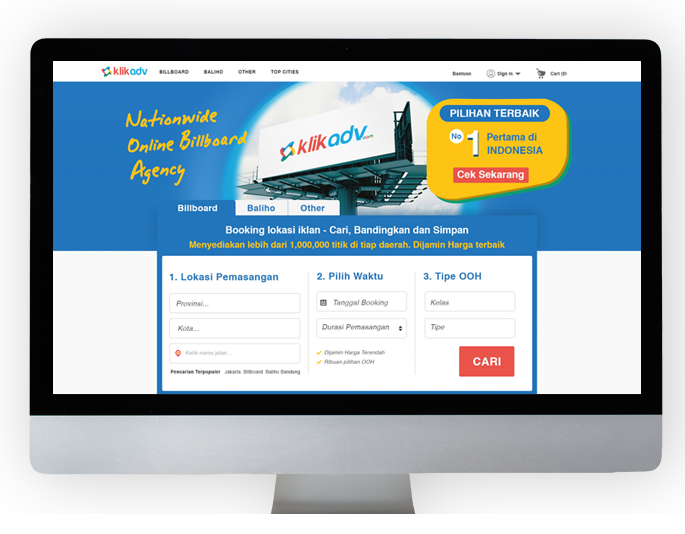 klikadv BILLBOARD BALIHO OTHER TOP CITIES Bantuan Sign in Cart (0)
Nationwide
Online Billboard
Agency
klikadv.com
PILIHAN TERBAIK
No 1 Pertama di
INDONESIA
Cek Sekarang
Billboard Baliho Other
Booking lokasi iklan - Cari, Bandingkan dan Simpan
Menyediakan lebih dari 1,000,000 titik di tiap daerah. Dijamin Harga terbaik
1. Lokasi Pemasangan
Provinsi...
Kota...
Ketik nama jalan...
Pencarian Terpopuler Jakarta Billboard Baliho Bandung
2. Pilih Waktu
Tanggal Booking
Durasi Pemasangan
Dijamin Harga Terendah
Ribuan pilihan OOH
3. Tipe OOH
Kelas
Tipe
CARI